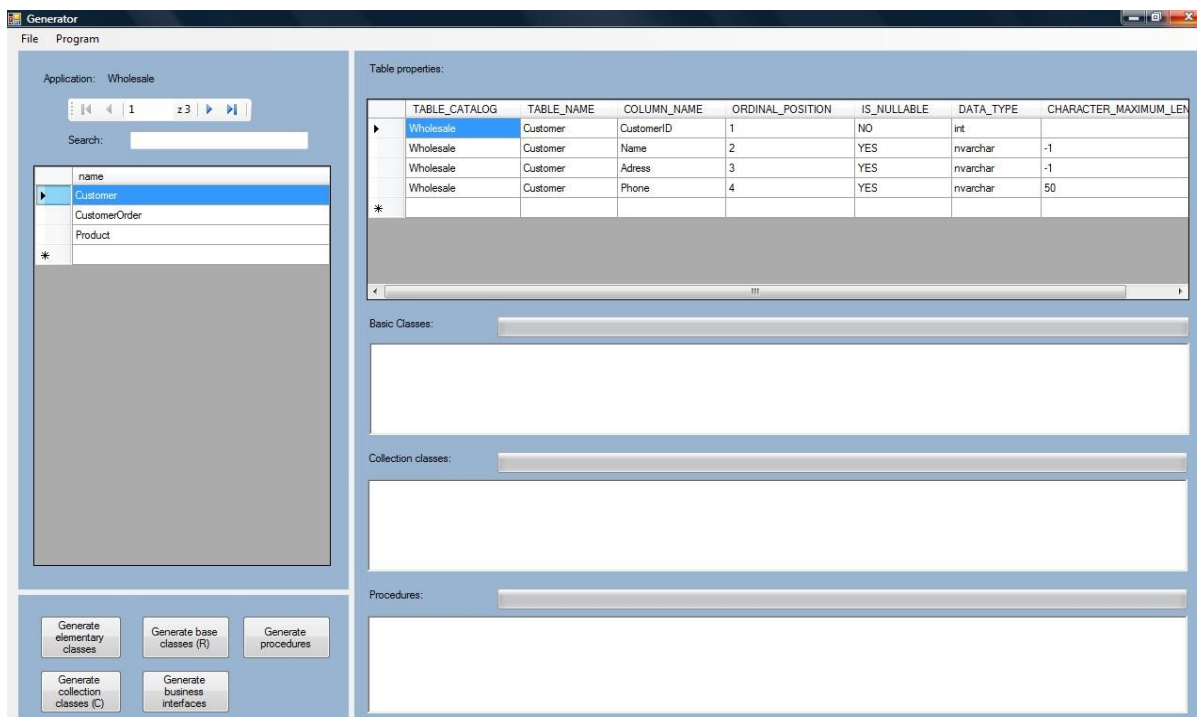 Generator
File Program
Application: Wholesale
1 z 3
Search:
name
Customer
CustomerOrder
Product
Generate elementary classes
Generate base classes (R)
Generate procedures
Generate collection classes (C)
Generate business interfaces
Table properties:
TABLE_CATALOG TABLE_NAME COLUMN_NAME ORDINAL_POSITION IS_NULLABLE DATA_TYPE CHARACTER_MAXIMUM_LEN
Wholesale Customer CustomerID 1 NO int
Wholesale Customer Name 2 YES nvarchar -1
Wholesale Customer Adress 3 YES nvarchar -1
Wholesale Customer Phone 4 YES nvarchar 50
Basic Classes:
Collection classes:
Procedures: